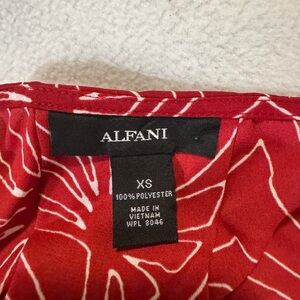 ALFANI
XS
100% POLYESTER
MADE IN
VIETNAM
WPL 8046